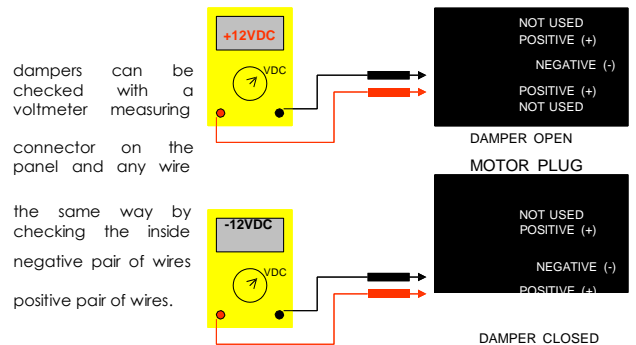 dampers can be
checked with a
voltmeter measuring
connector on the
panel and any wire
the same way by
checking the inside
negative pair of wires
positive pair of wires.
+12VDC
VDC
NOT USED
POSITIVE (+)
NEGATIVE (-)
POSITIVE (+)
NOT USED
DAMPER OPEN
MOTOR PLUG
-12VDC
VDC
NOT USED
POSITIVE (+)
NEGATIVE (-)
POSITIVE (+)
DAMPER CLOSED